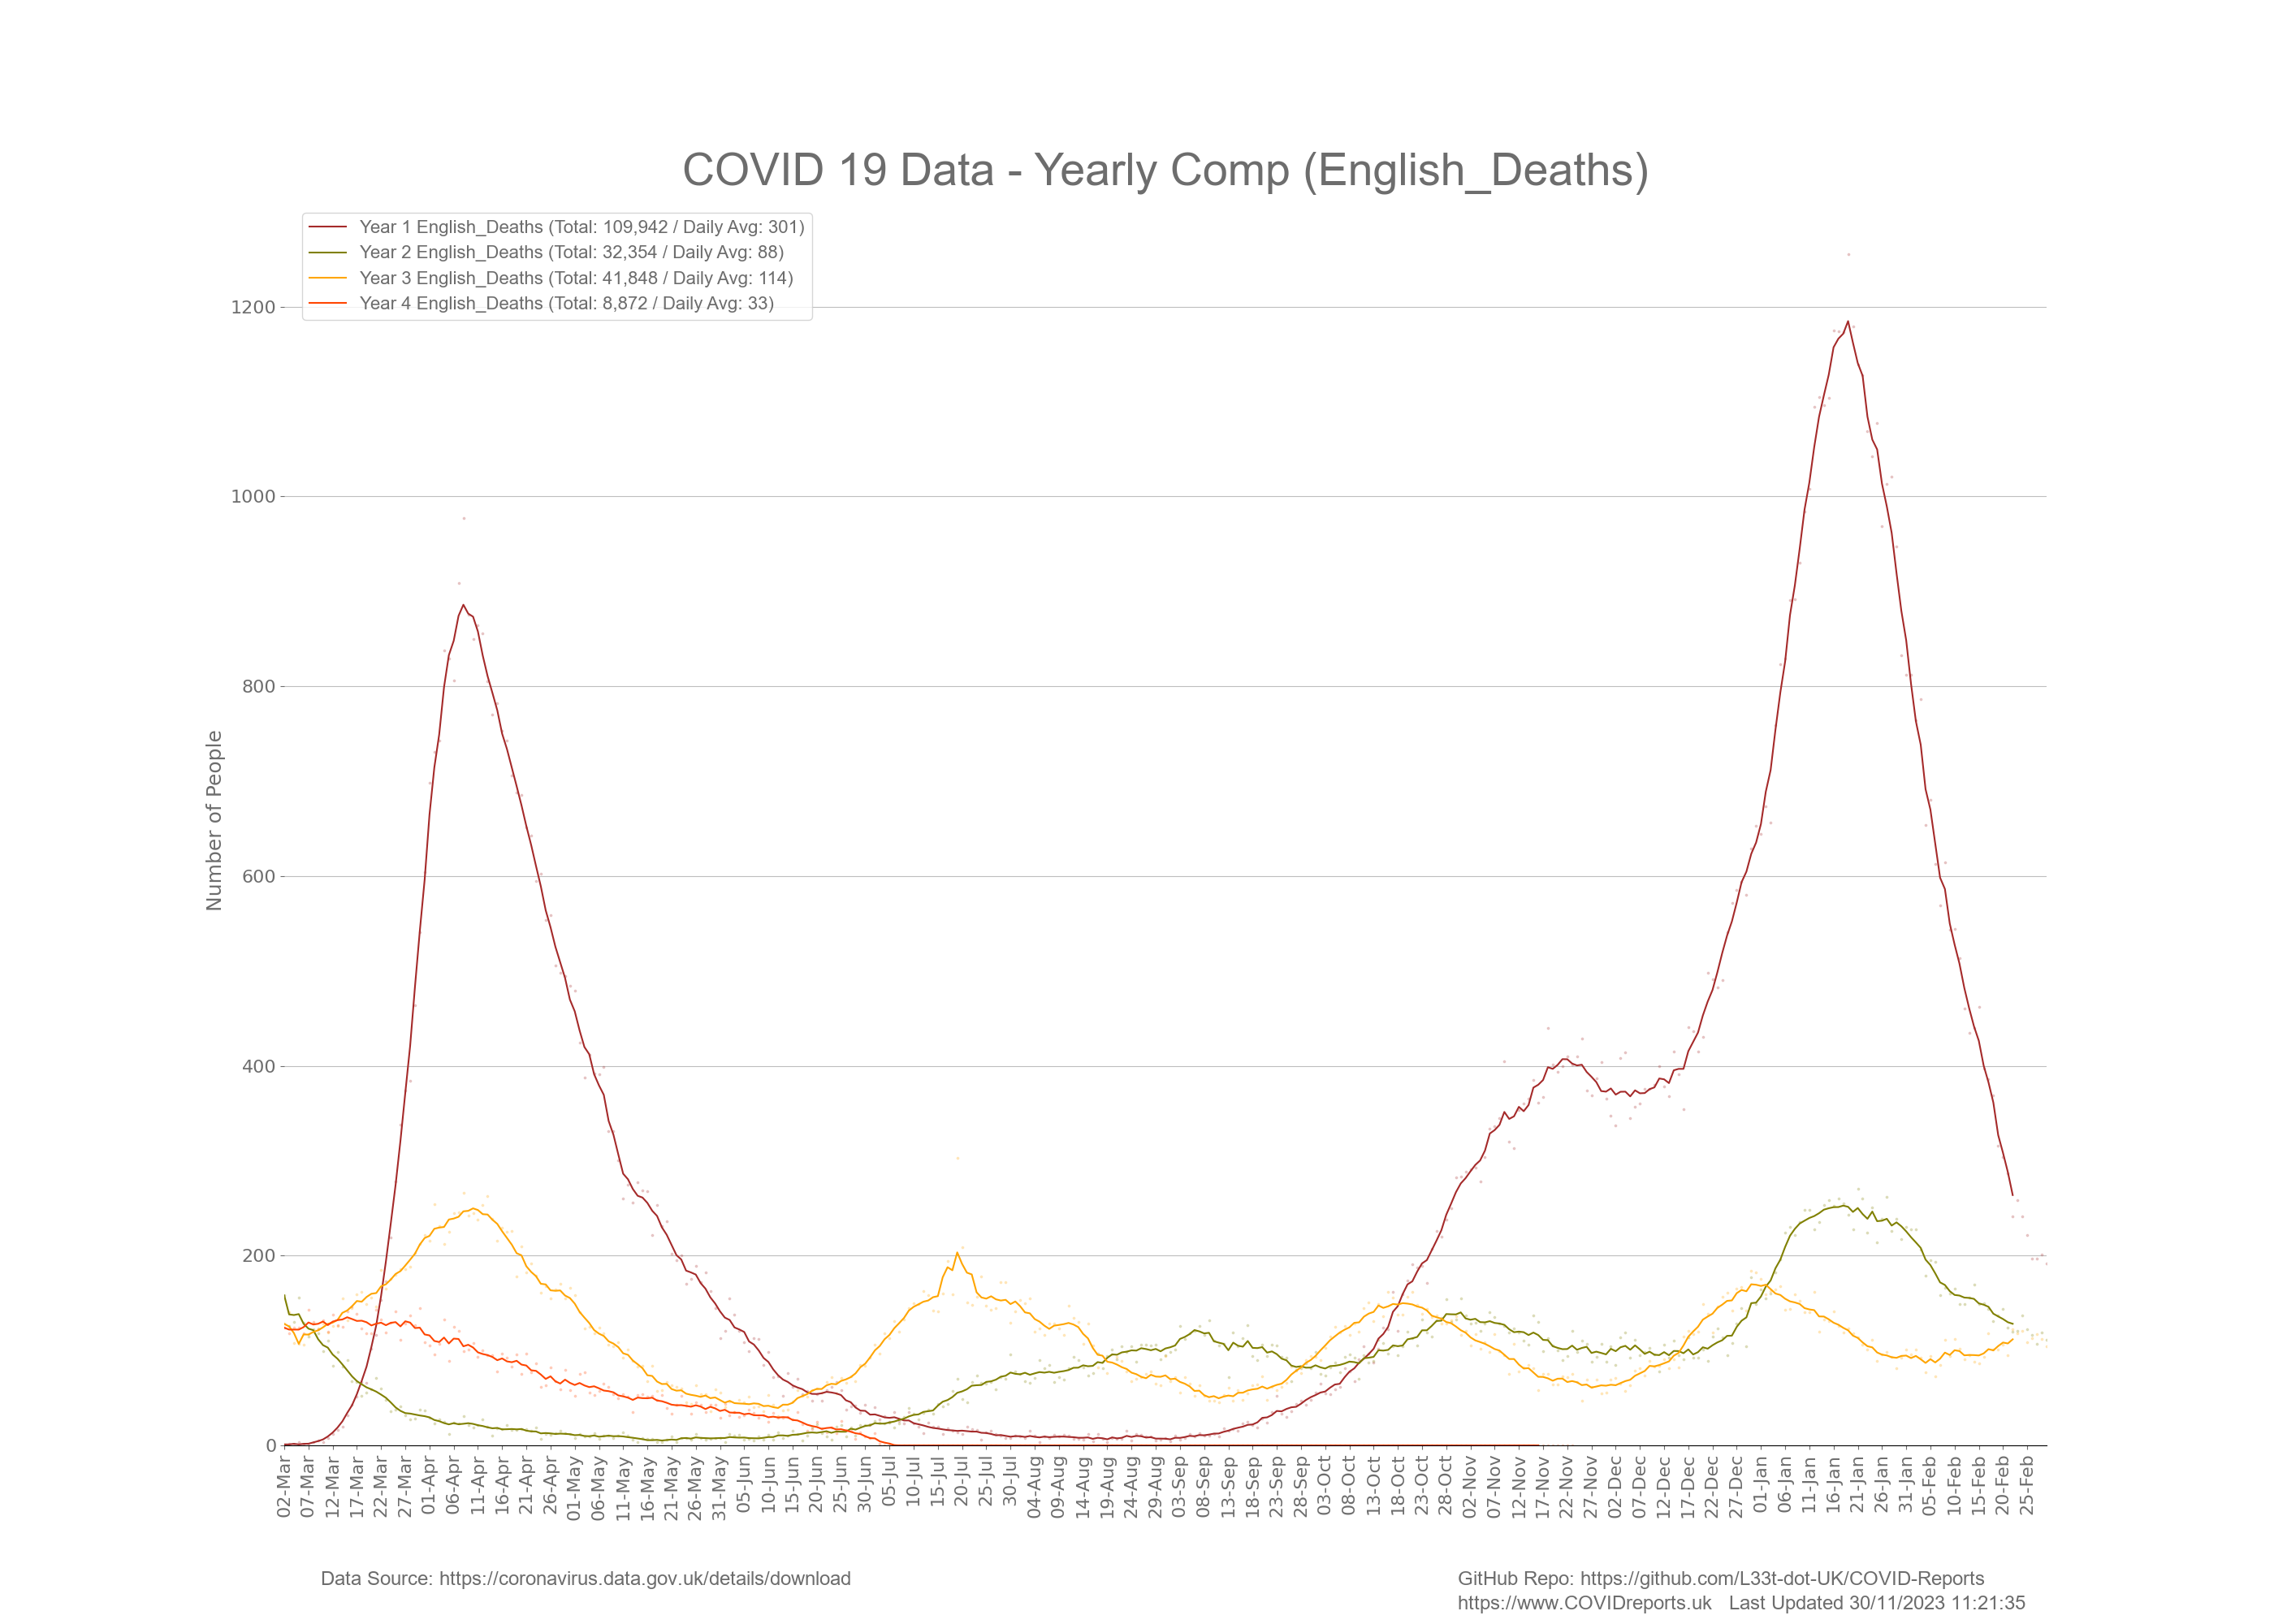 COVID 19 Data - Yearly Comp (English_Deaths)
Year 1 English_Deaths (Total: 109,942 / Daily Avg: 301)
Year 2 English_Deaths (Total: 32,354 / Daily Avg: 88)
Year 3 English_Deaths (Total: 41,848 / Daily Avg: 114)
Year 4 English_Deaths (Total: 8,872 / Daily Avg: 33)
1200
1000
800
600
400
200
0
Number of People
02-Mar
07-Mar
12-Mar
17-Mar
22-Mar
27-Mar
01-Apr
06-Apr
11-Apr
16-Apr
21-Apr
26-Apr
01-May
06-May
11-May
16-May
21-May
26-May
31-May
05-Jun
10-Jun
15-Jun
20-Jun
25-Jun
30-Jun
05-Jul
10-Jul
15-Jul
20-Jul
25-Jul
30-Jul
04-Aug
09-Aug
14-Aug
19-Aug
24-Aug
29-Aug
03-Sep
08-Sep
13-Sep
18-Sep
23-Sep
28-Sep
03-Oct
08-Oct
13-Oct
18-Oct
23-Oct
28-Oct
02-Nov
07-Nov
12-Nov
17-Nov
22-Nov
27-Nov
02-Dec
07-Dec
12-Dec
17-Dec
22-Dec
27-Dec
01-Jan
06-Jan
11-Jan
16-Jan
21-Jan
26-Jan
31-Jan
05-Feb
10-Feb
15-Feb
20-Feb
25-Feb
Data Source: https://coronavirus.data.gov.uk/details/download
GitHub Repo: https://github.com/L33t-dot-UK/COVID-Reports
https://www.COVIDreports.uk   Last Updated 30/11/2023 11:21:35